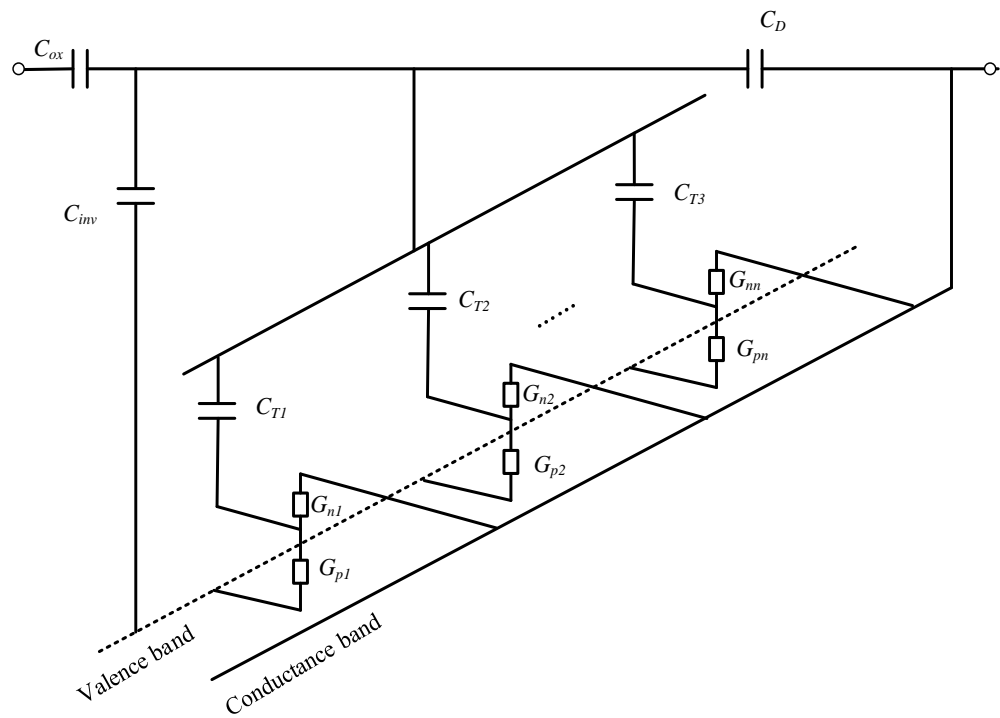 C_D
C_ox
C_inv
C_T3
G_nn
C_T2
G_pn
G_n2
C_T1
G_p2
G_n1
G_p1
Valence band
Conductance band